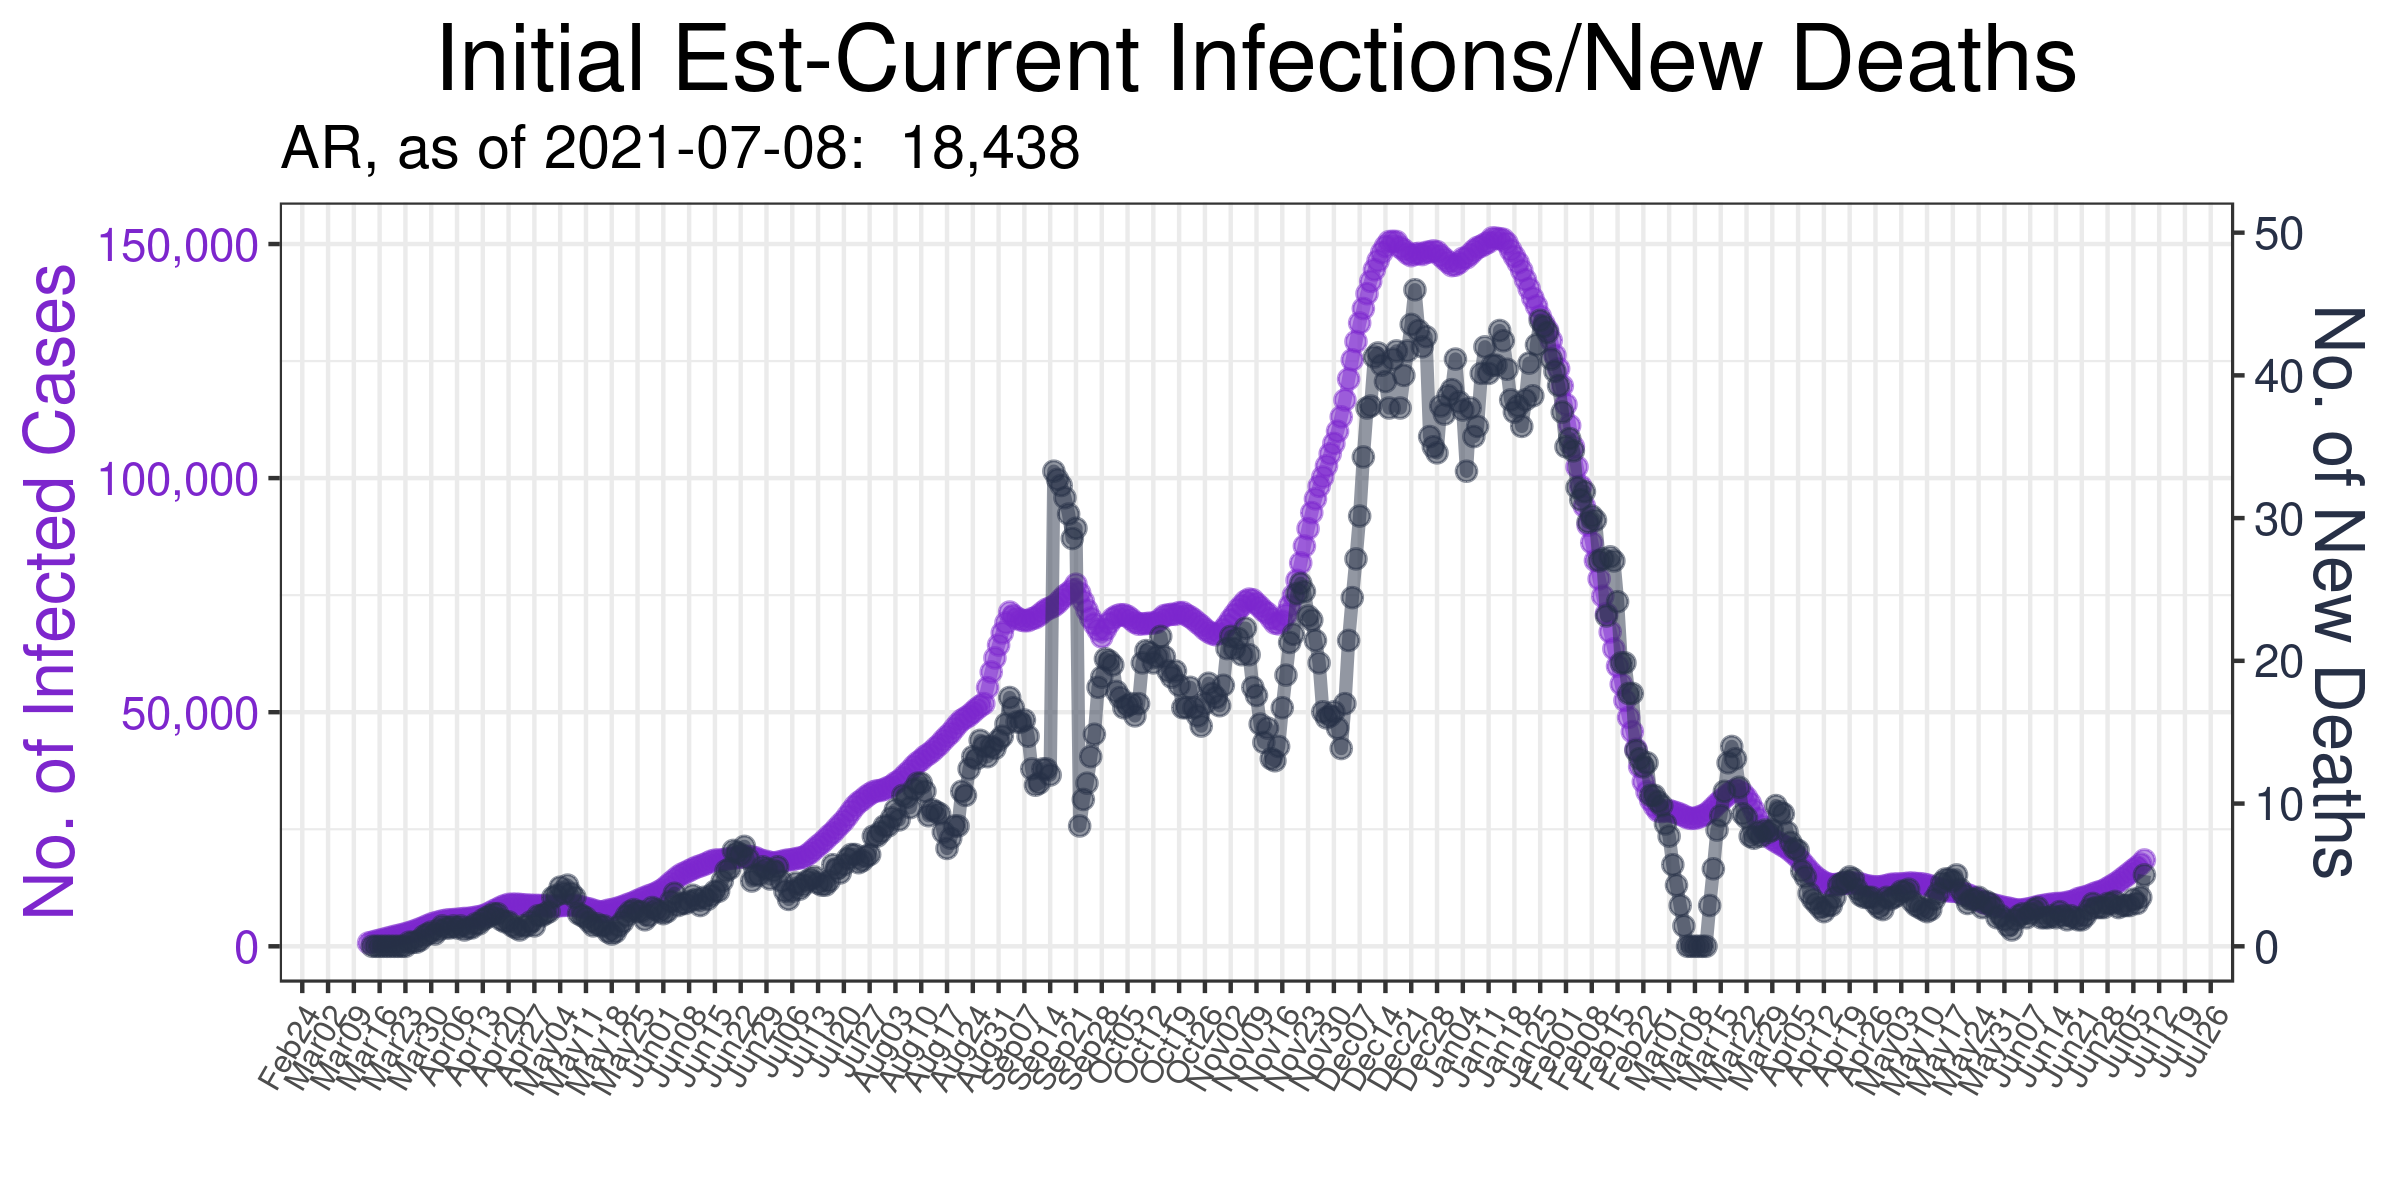 Initial Est-Current Infections/New Deaths
AR, as of 2021-07-08:  18,438
No. of Infected Cases
150,000
100,000
50,000
0
50
40
30
20
10
0
No. of New Deaths
Feb24
Mar02
Mar09
Mar16
Mar23
Mar30
Apr06
Apr13
Apr20
Apr27
May04
May11
May18
May25
Jun01
Jun08
Jun15
Jun22
Jun29
Jul06
Jul13
Jul20
Jul27
Aug03
Aug10
Aug17
Aug24
Aug31
Sep07
Sep14
Sep21
Sep28
Oct05
Oct12
Oct19
Oct26
Nov02
Nov09
Nov16
Nov23
Nov30
Dec07
Dec14
Dec21
Dec28
Jan04
Jan11
Jan18
Jan25
Feb01
Feb08
Feb15
Feb22
Mar01
Mar08
Mar15
Mar22
Mar29
Apr05
Apr12
Apr19
Apr26
May03
May10
May17
May24
May31
Jun07
Jun14
Jun21
Jun28
Jul05
Jul12
Jul19
Jul26